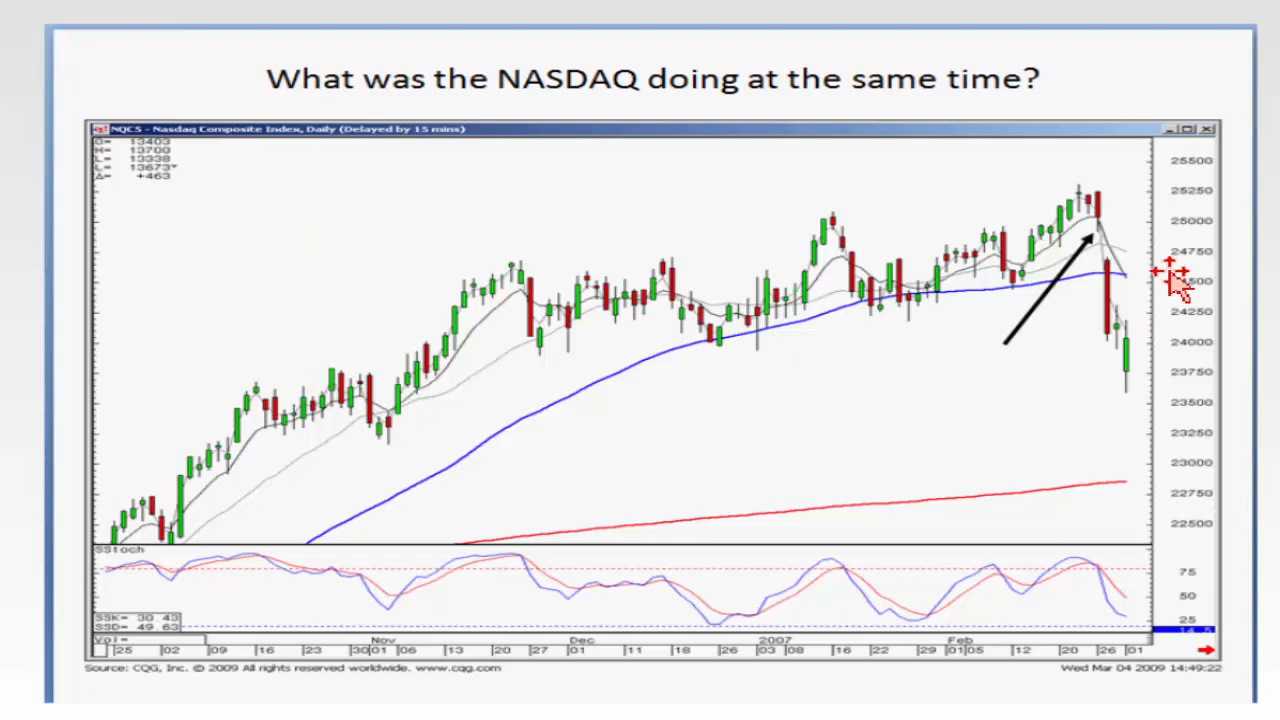 What was the NASDAQ doing at the same time?
NQCS - Nasdaq Composite Index, Daily (Delayed by 15 mins)
O= 13403
H= 13700
L= 13338
L= 13673"
Δ= +463
25500
25250
25000
24750
24500
24250
24000
23750
23500
23250
23000
22750
22500
SStoch
75
50
25
SSK= 30.43
SSD= 49.63
Vol=
Nov Dec 2007 Feb
25 02 09 16 23 30 01 06 13 20 27 01 11 18 26 03 08 16 22 29 01 05 12 20 26 01
Source: CQG, Inc. © 2009 All rights reserved worldwide. www.cqg.com
Wed Mar 04 2009 14:49:22